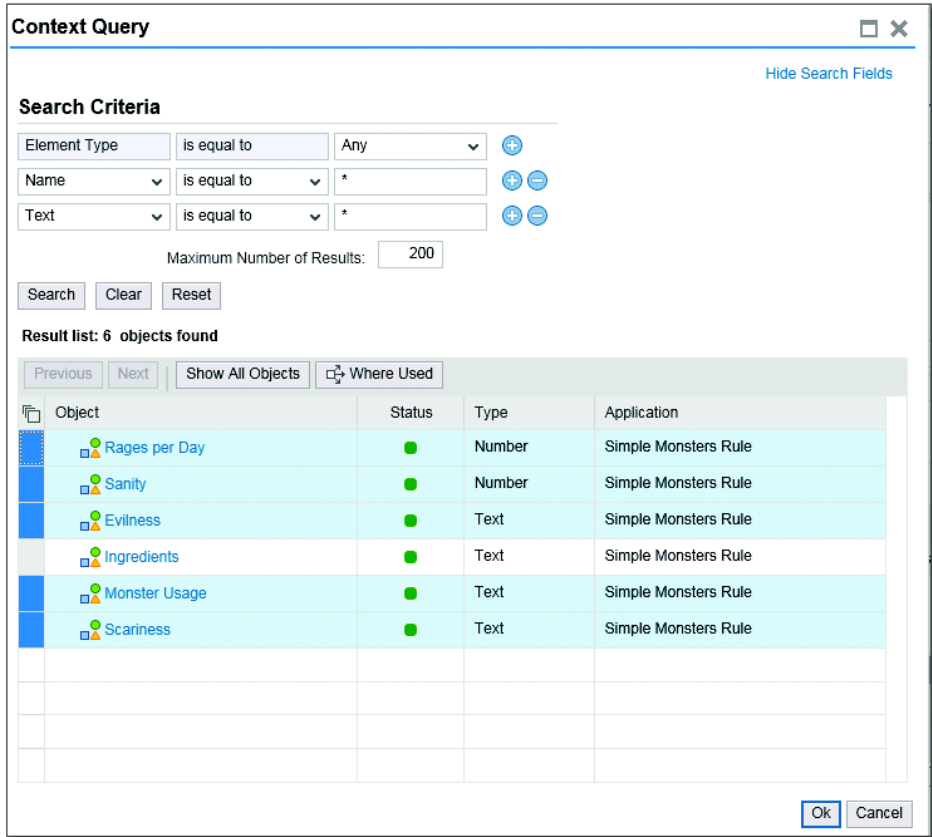 Context Query
Hide Search Fields
Search Criteria
Element Type is equal to Any
Name is equal to *
Text is equal to *
Maximum Number of Results: 200
Search Clear Reset
Result list: 6 objects found
Previous Next Show All Objects Where Used
Object Status Type Application
Rages per Day Number Simple Monsters Rule
Sanity Number Simple Monsters Rule
Evilness Text Simple Monsters Rule
Ingredients Text Simple Monsters Rule
Monster Usage Text Simple Monsters Rule
Scariness Text Simple Monsters Rule
Ok Cancel